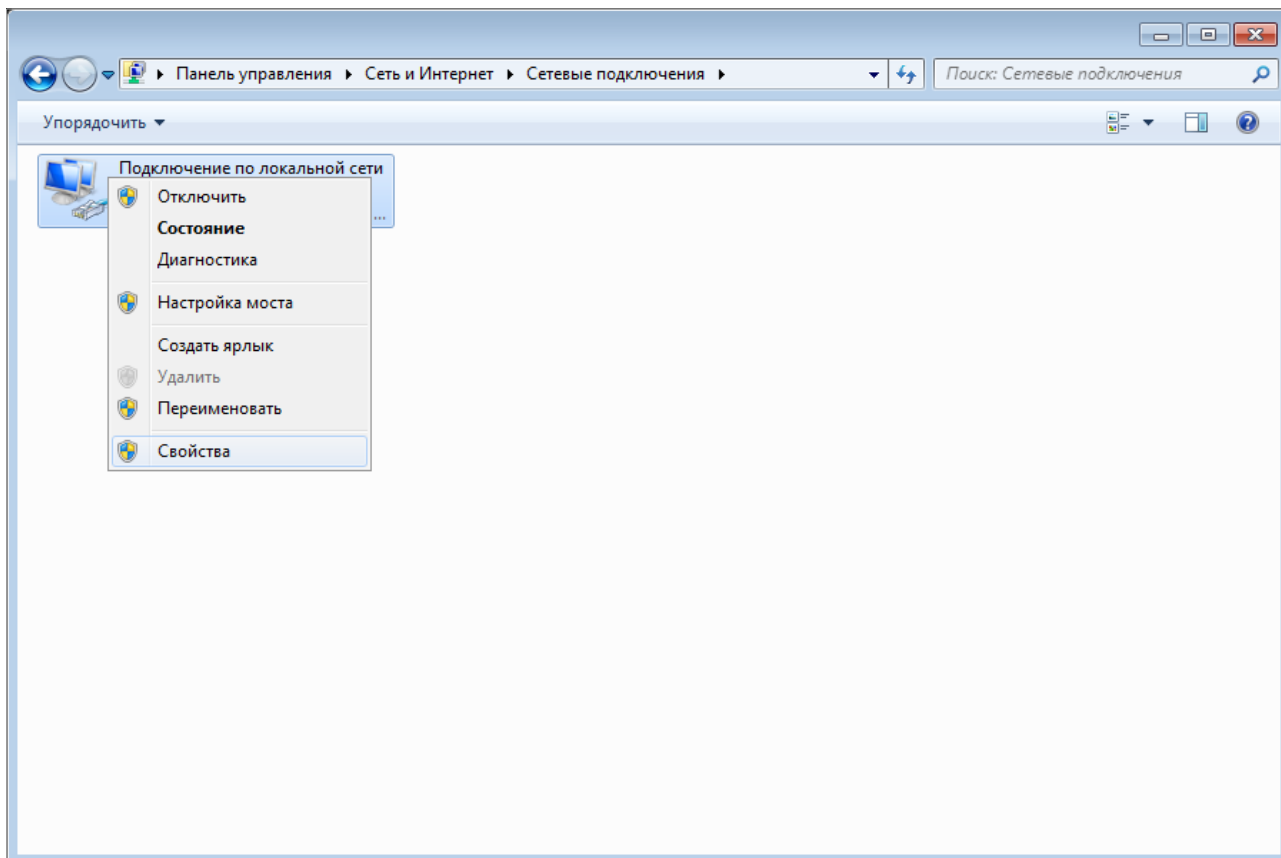 Панель управления Сеть и Интернет Сетевые подключения Поиск: Сетевые подключения
Упорядочить
Подключение по локальной сети
...
Отключить
Состояние
Диагностика
Настройка моста
Создать ярлык
Удалить
Переименовать
Свойства